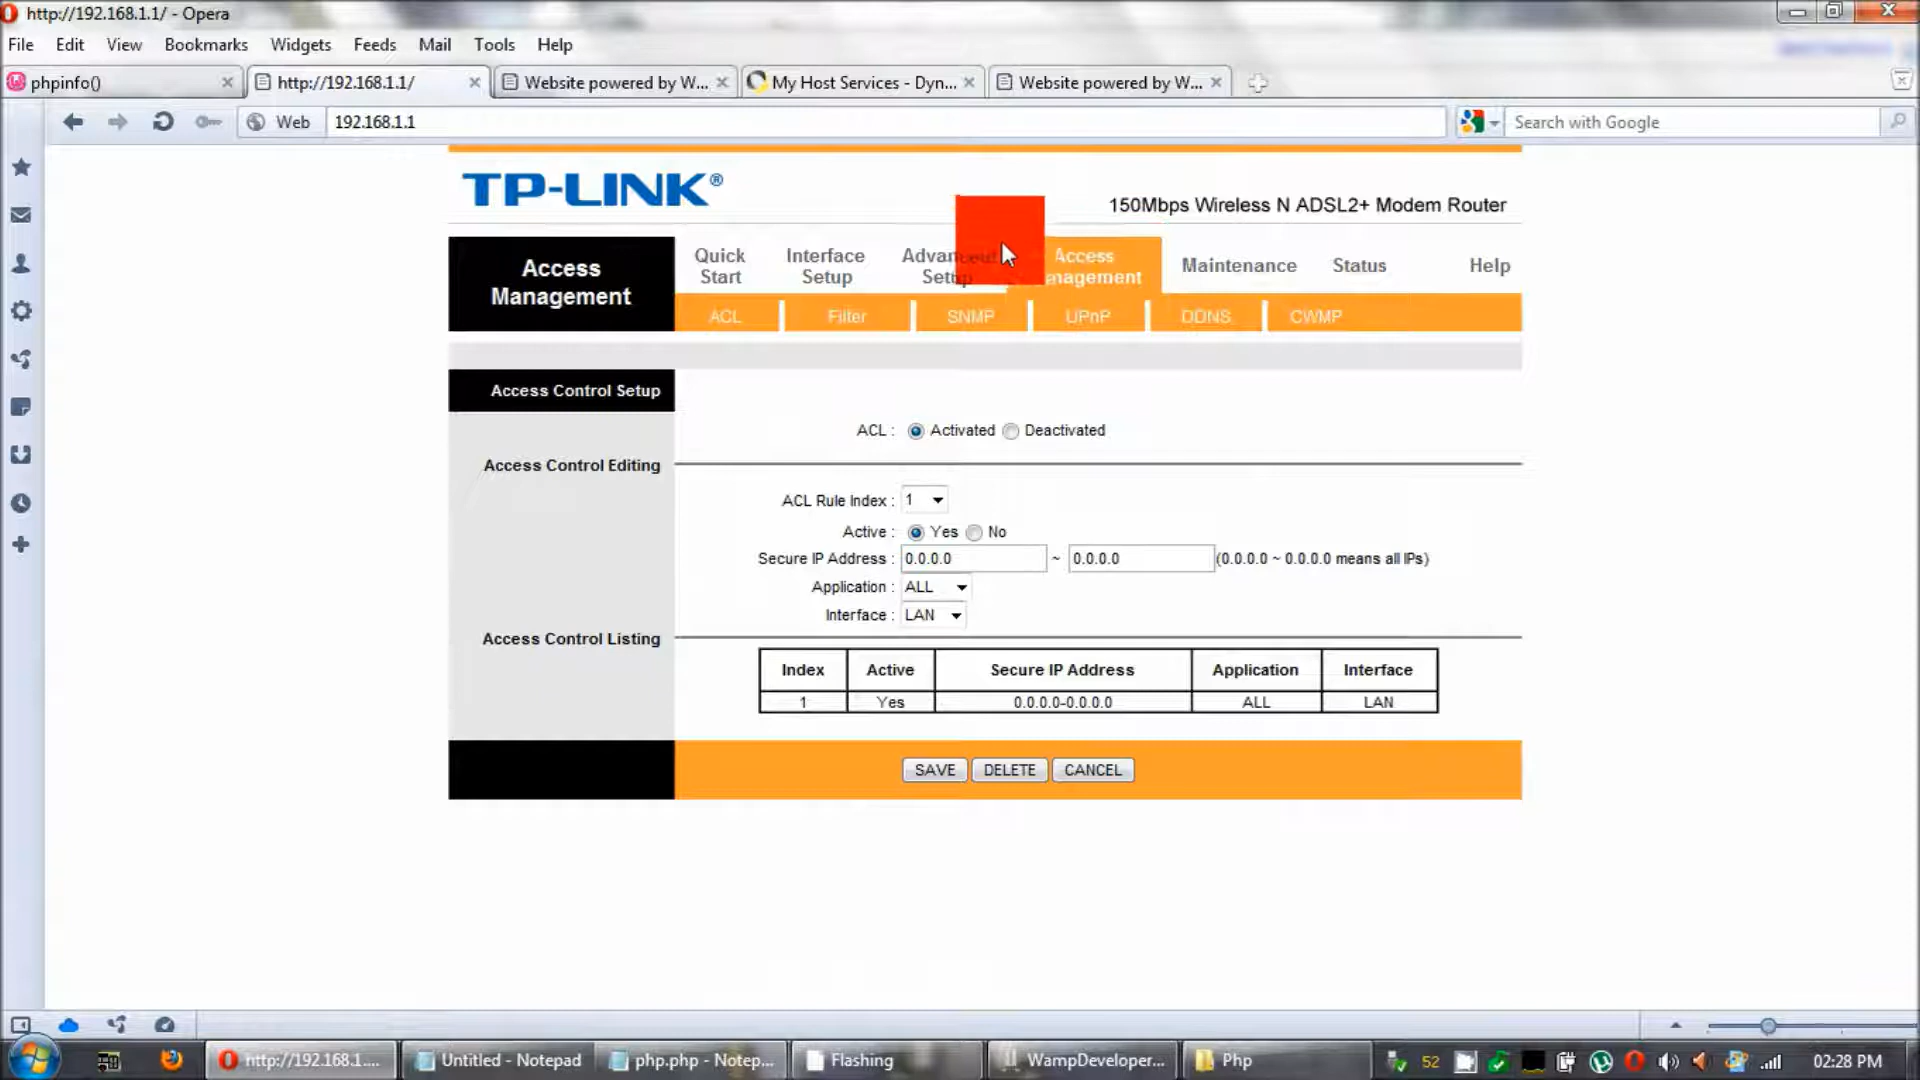 http://192.168.1.1/ - Opera
File Edit View Bookmarks Widgets Feeds Mail Tools Help
phpinfo() http://192.168.1.1/ Website powered by W... My Host Services - Dyn... Website powered by W...
Web 192.168.1.1 Search with Google
TP-LINK®
150Mbps Wireless N ADSL2+ Modem Router
Access Management
Quick Start
Interface Setup
Advanced Setup
Access
nagement
Maintenance
Status
Help
ACL Filter SNMP UPnP DDNS CWMP
Access Control Setup
ACL : Activated Deactivated
Access Control Editing
ACL Rule Index : 1
Active : Yes No
Secure IP Address : 0.0.0.0 ~ 0.0.0.0 (0.0.0.0 ~ 0.0.0.0 means all IPs)
Application : ALL
Interface : LAN
Access Control Listing
Index Active Secure IP Address Application Interface
1 Yes 0.0.0.0-0.0.0.0 ALL LAN
SAVE DELETE CANCEL
http://192.168.1.... Untitled - Notepad php.php - Notep... Flashing WampDeveloper... Php 52 02:28 PM